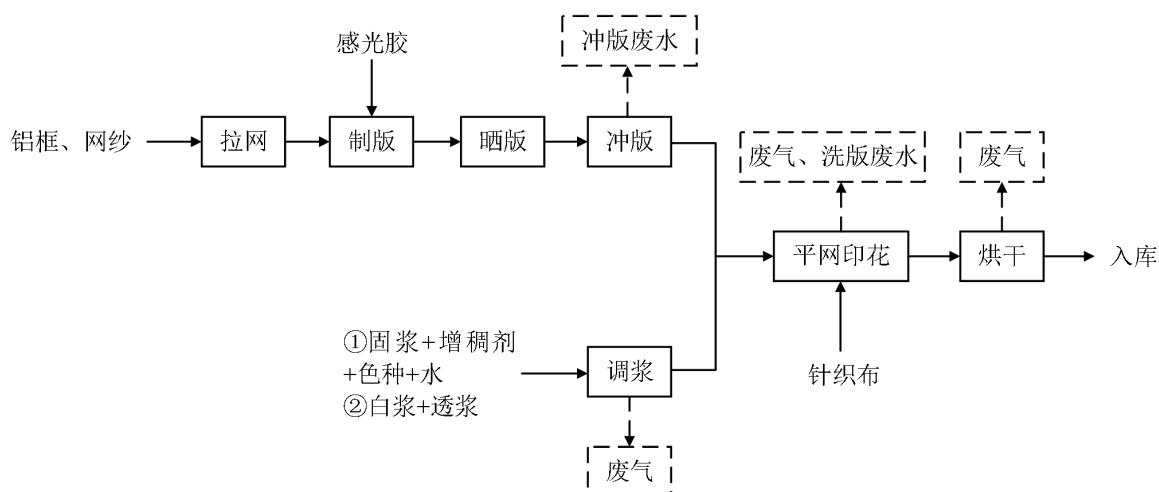 冲版废水
感光胶
铝框、网纱
拉网
制版
晒版
冲版
废气、洗版废水
废气
平网印花
烘干
入库
①固浆+增稠剂
+色种+水
②白浆+透浆
调浆
针织布
废气